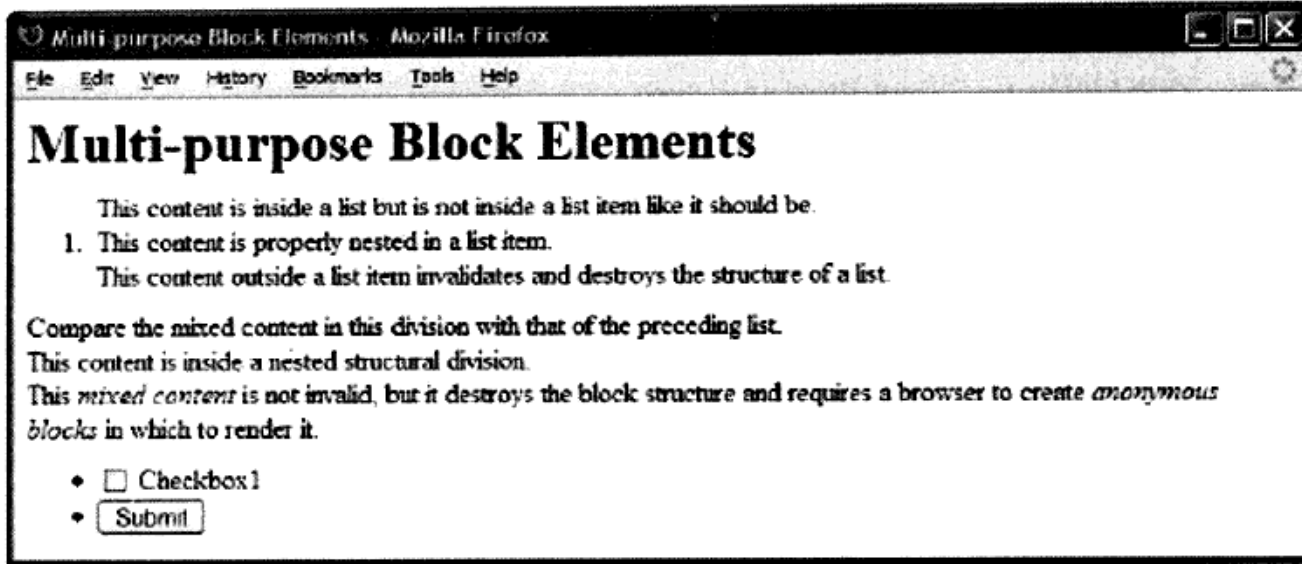 Multi-purpose Block Elements - Mozilla Firefox
File Edit View History Bookmarks Tools Help
Multi-purpose Block Elements
This content is inside a list but is not inside a list item like it should be.
1. This content is properly nested in a list item.
This content outside a list item invalidates and destroys the structure of a list.
Compare the mixed content in this division with that of the preceding list.
This content is inside a nested structural division.
This mixed content is not invalid, but it destroys the block structure and requires a browser to create anonymous
blocks in which to render it.
• Checkbox1
• Submit